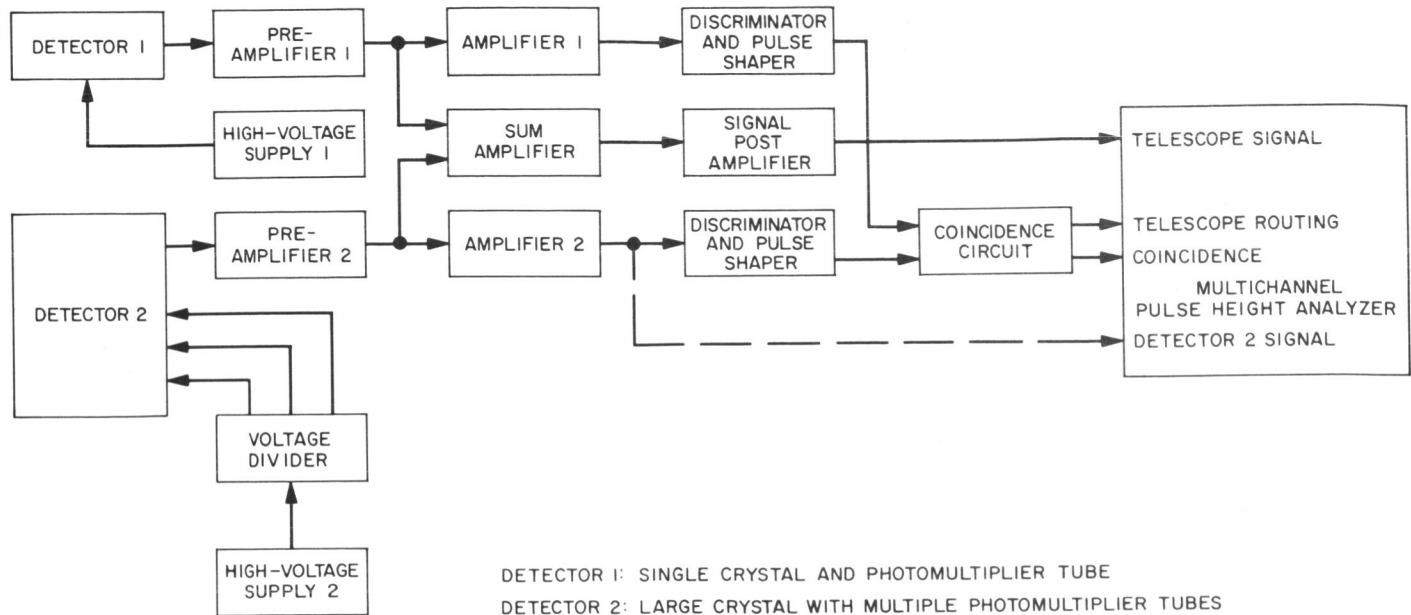 DETECTOR 1
PRE-
AMPLIFIER 1
AMPLIFIER 1
DISCRIMINATOR
AND PULSE
SHAPER
HIGH-VOLTAGE
SUPPLY 1
SUM
AMPLIFIER
SIGNAL
POST
AMPLIFIER
TELESCOPE SIGNAL
DETECTOR 2
PRE-
AMPLIFIER 2
AMPLIFIER 2
DISCRIMINATOR
AND PULSE
SHAPER
COINCIDENCE
CIRCUIT
TELESCOPE ROUTING
COINCIDENCE
MULTICHANNEL
PULSE HEIGHT ANALYZER
DETECTOR 2 SIGNAL
VOLTAGE
DIVIDER
HIGH-VOLTAGE
SUPPLY 2
DETECTOR 1: SINGLE CRYSTAL AND PHOTOMULTIPLIER TUBE
DETECTOR 2: LARGE CRYSTAL WITH MULTIPLE PHOTOMULTIPLIER TUBES